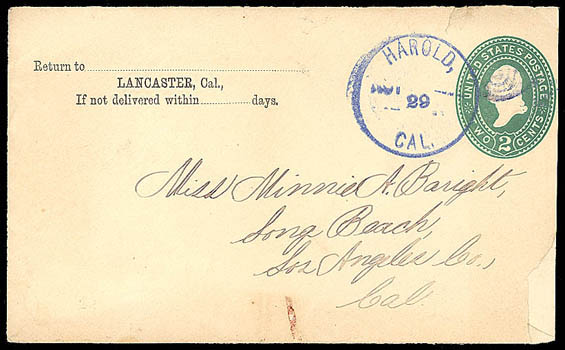 Return to
LANCASTER, Cal.,
If not delivered within days.
HAROLD,
29
CAL.
UNITED STATES POSTAGE
TWO 2 CENTS
Miss Minnie A. Baright,
Long Beach,
Los Angeles Co.,
Cal.